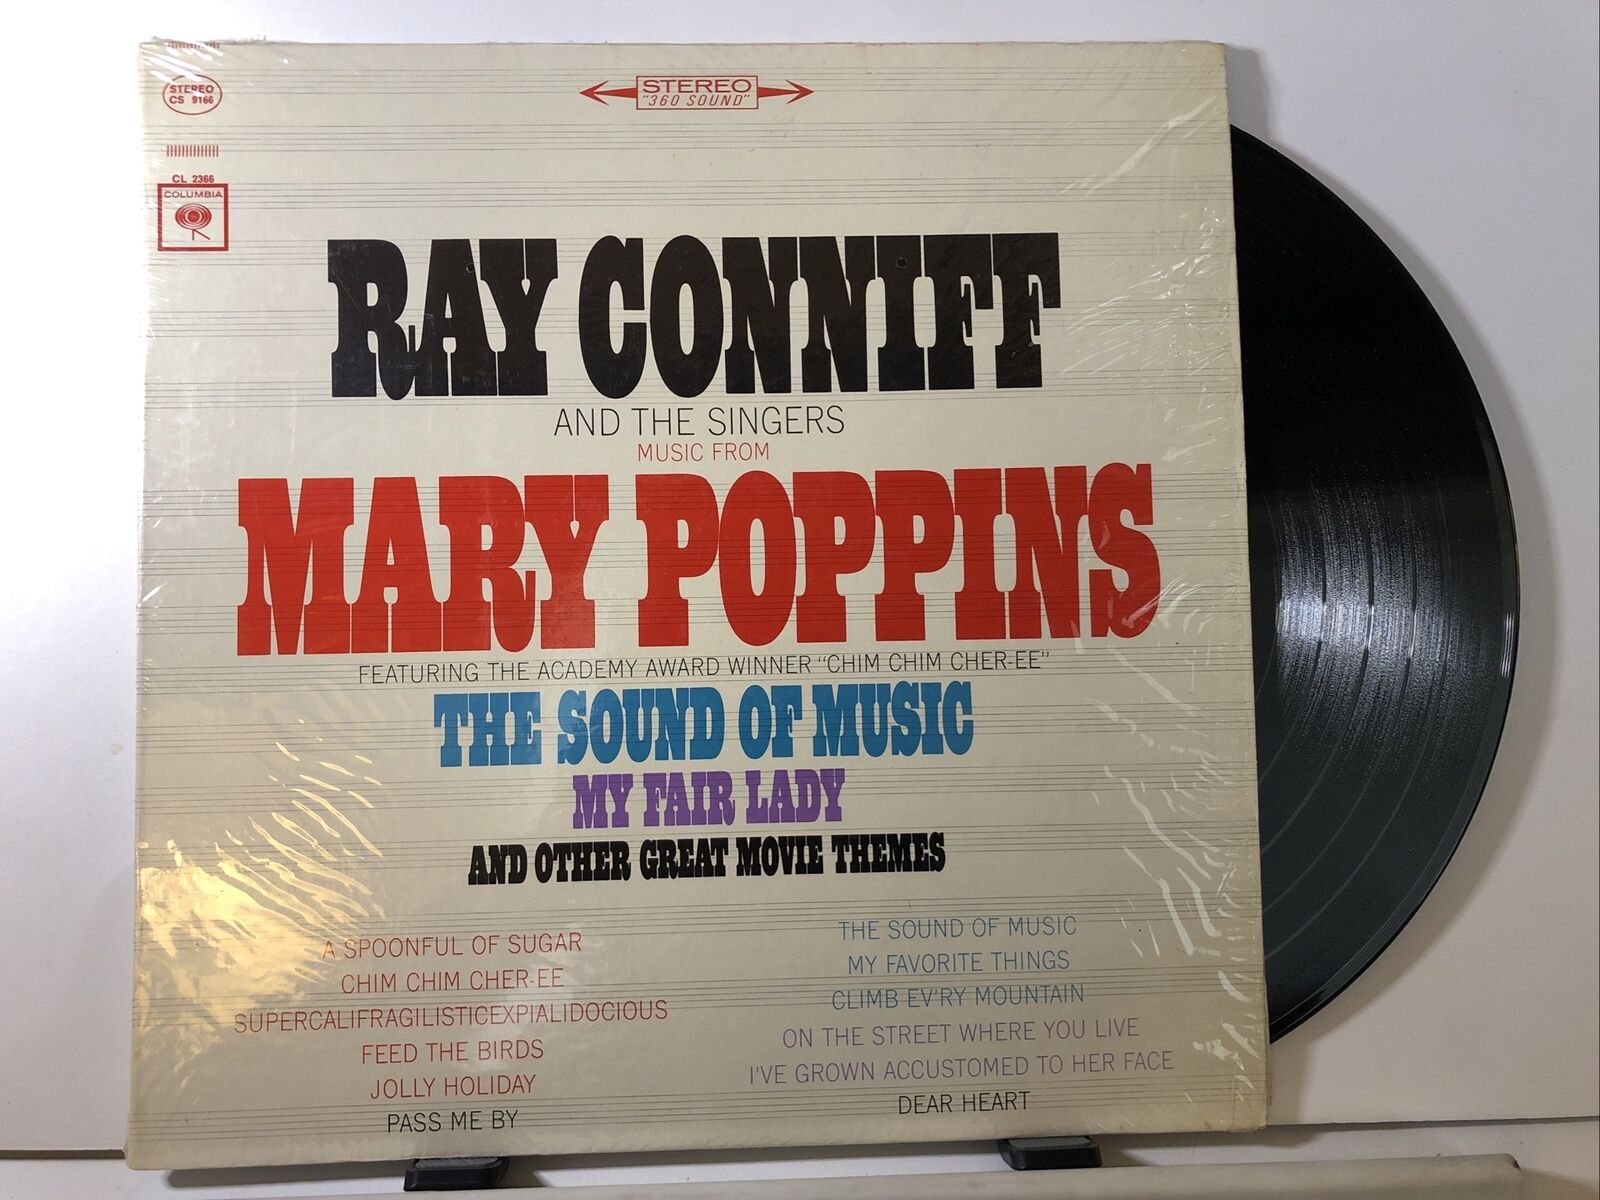 STEREO
CS 9166
STEREO
"360 SOUND"
CL 2366
COLUMBIA
RAY CONNIFF
AND THE SINGERS
MUSIC FROM
MARY POPPINS
FEATURING THE ACADEMY AWARD WINNER "CHIM CHIM CHER-EE"
THE SOUND OF MUSIC
MY FAIR LADY
AND OTHER GREAT MOVIE THEMES
A SPOONFUL OF SUGAR
CHIM CHIM CHER-EE
SUPERCALIFRAGILISTICEXPIALIDOCIOUS
FEED THE BIRDS
JOLLY HOLIDAY
PASS ME BY
THE SOUND OF MUSIC
MY FAVORITE THINGS
CLIMB EV'RY MOUNTAIN
ON THE STREET WHERE YOU LIVE
I'VE GROWN ACCUSTOMED TO HER FACE
DEAR HEART